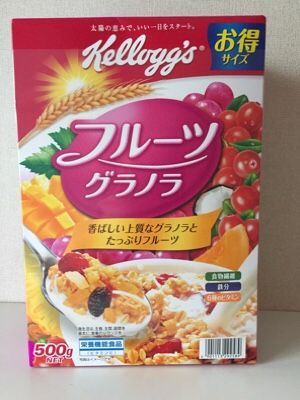 太陽の恵みで、いい一日をスタート。
Kellogg's
お得
サイズ
フルーツ
グラノラ
香ばしい上質なグラノラと
たっぷりフルーツ
食物繊維
鉄分
6種のビタミン
栄養機能食品
500g
NET